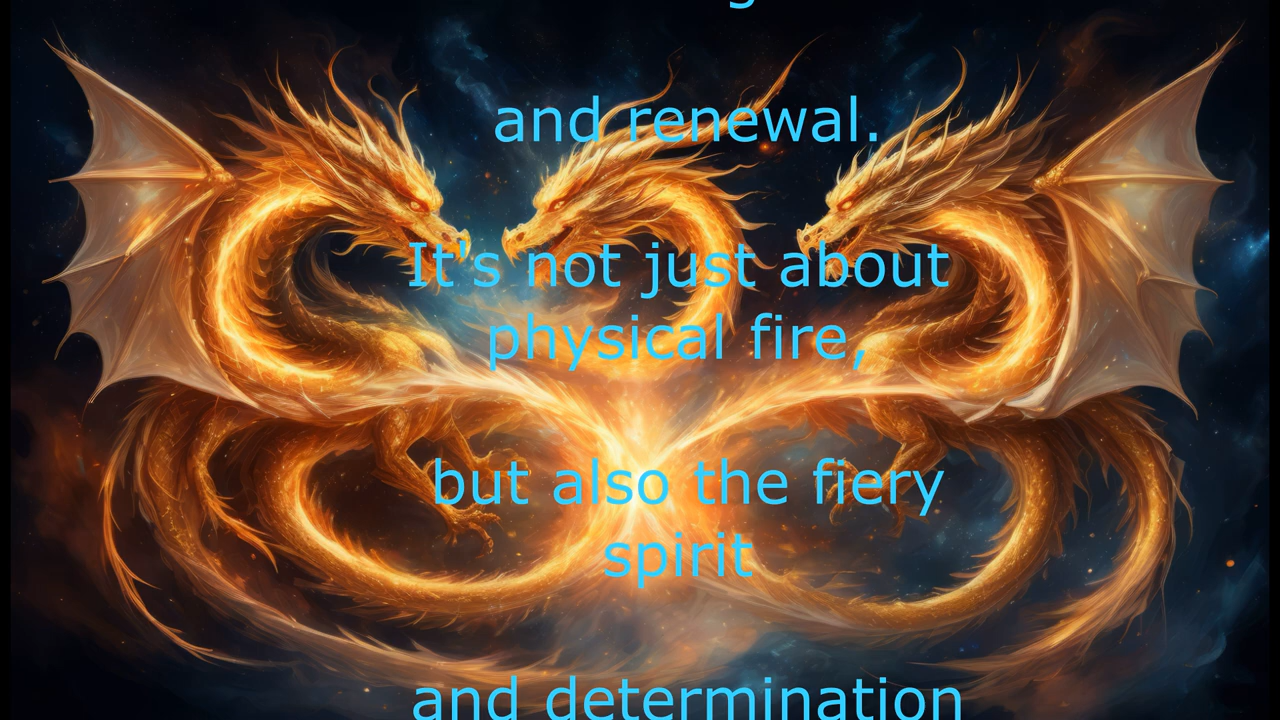 and renewal.
It's not just about
physical fire,
but also the fiery
spirit
and determination